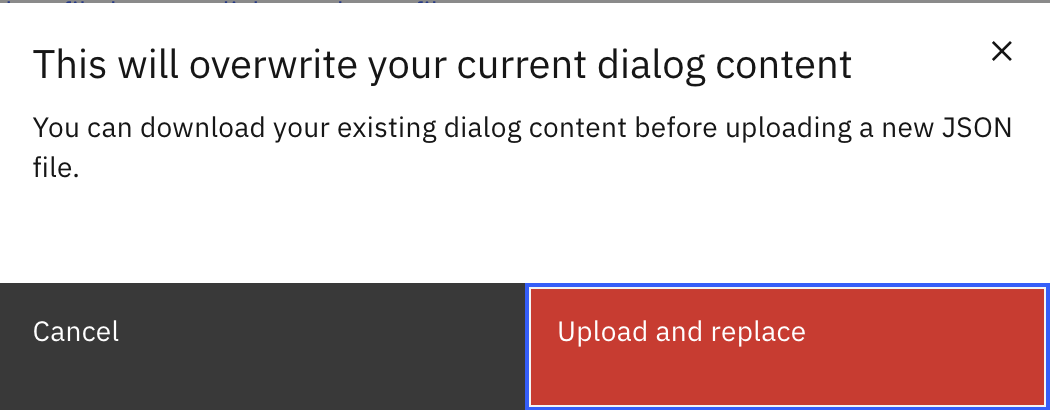 This will overwrite your current dialog content
You can download your existing dialog content before uploading a new JSON
file.
Cancel
Upload and replace